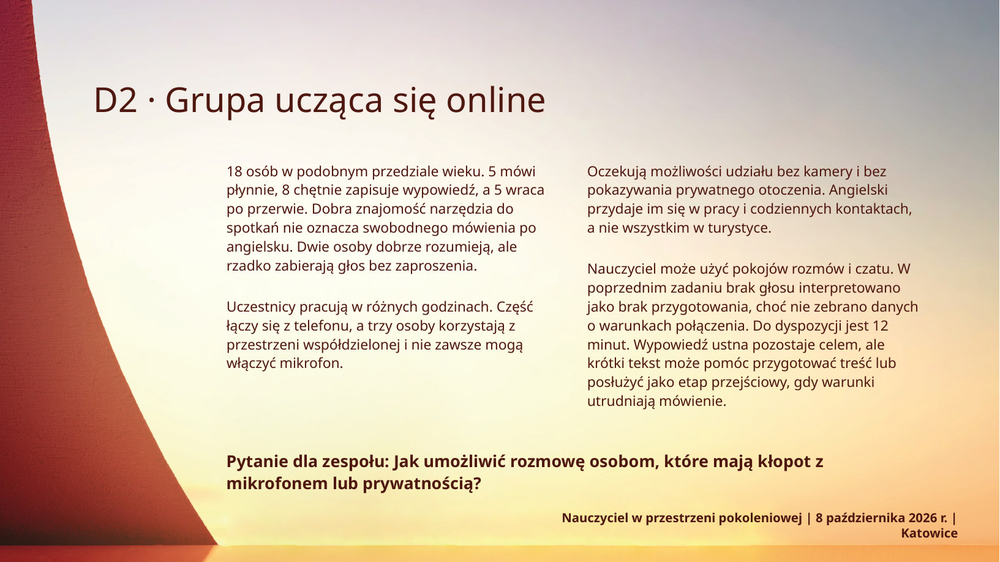 D2 · Grupa ucząca się online
18 osób w podobnym przedziale wieku. 5 mówi
płynnie, 8 chętnie zapisuje wypowiedź, a 5 wraca
po przerwie. Dobra znajomość narzędzia do
spotkań nie oznacza swobodnego mówienia po
angielsku. Dwie osoby dobrze rozumieją, ale
rzadko zabierają głos bez zaproszenia.
Uczestnicy pracują w różnych godzinach. Część
łączy się z telefonu, a trzy osoby korzystają z
przestrzeni współdzielonej i nie zawsze mogą
włączyć mikrofon.
Oczekują możliwości udziału bez kamery i bez
pokazywania prywatnego otoczenia. Angielski
przydaje im się w pracy i codziennych kontaktach,
a nie wszystkim w turystyce.
Nauczyciel może użyć pokojów rozmów i czatu. W
poprzednim zadaniu brak głosu interpretowano
jako brak przygotowania, choć nie zebrano danych
o warunkach połączenia. Do dyspozycji jest 12
minut. Wypowiedź ustna pozostaje celem, ale
krótki tekst może pomóc przygotować treść lub
posłużyć jako etap przejściowy, gdy warunki
utrudniają mówienie.
Pytanie dla zespołu: Jak umożliwić rozmowę osobom, które mają kłopot z
mikrofonem lub prywatnością?
Nauczyciel w przestrzeni pokoleniowej | 8 października 2026 r. |
Katowice